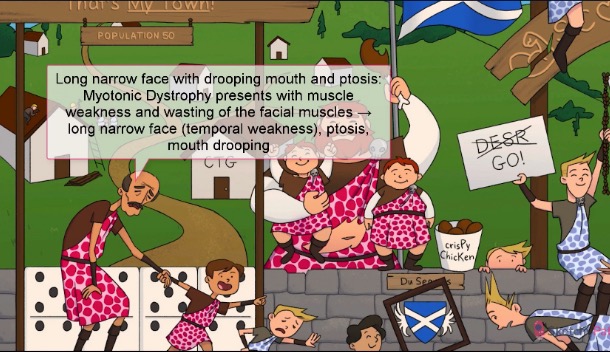 That's My Town!
POPULATION 50
Long narrow face with drooping mouth and ptosis:
Myotonic Dystrophy presents with muscle
weakness and wasting of the facial muscles →
long narrow face (temporal weakness), ptosis,
mouth drooping
CTG
DESR
GO!
crisPy
ChicKen
Du